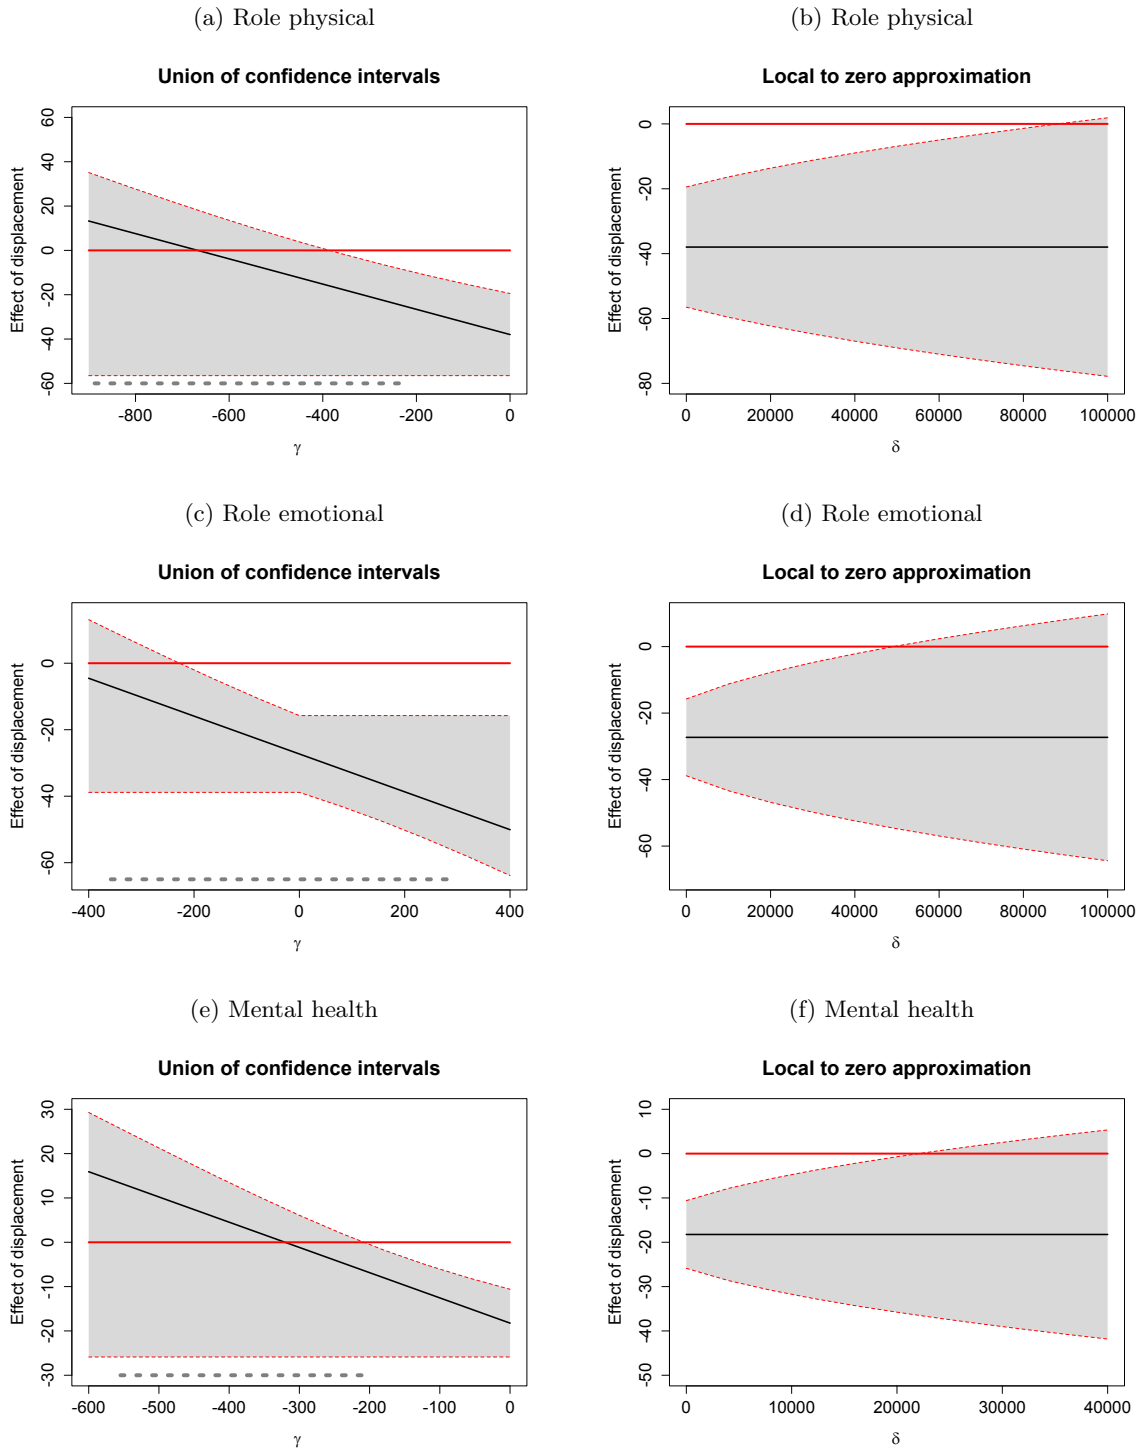 (a) Role physical
(b) Role physical
Union of confidence intervals
Local to zero approximation
Effect of displacement
60
40
20
0
-20
-40
-60
-800
-600
-400
-200
0
γ
Effect of displacement
0
-20
-40
-60
-80
0
20000
40000
60000
80000
100000
δ
(c) Role emotional
(d) Role emotional
Union of confidence intervals
Local to zero approximation
Effect of displacement
0
-20
-40
-60
-400
-200
0
200
400
γ
Effect of displacement
0
-20
-40
-60
0
20000
40000
60000
80000
100000
δ
(e) Mental health
(f) Mental health
Union of confidence intervals
Local to zero approximation
Effect of displacement
30
20
10
0
-10
-20
-30
-600
-500
-400
-300
-200
-100
0
γ
Effect of displacement
10
0
-10
-20
-30
-40
-50
0
10000
20000
30000
40000
δ